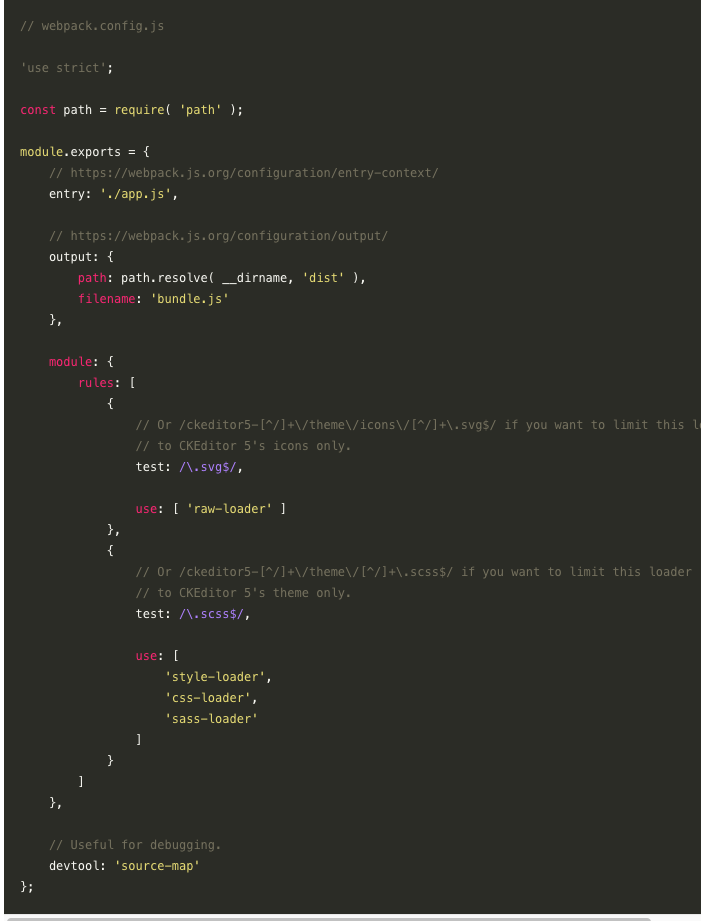 // webpack.config.js
'use strict';
const path = require( 'path' );
module.exports = {
// https://webpack.js.org/configuration/entry-context/
entry: './app.js',
// https://webpack.js.org/configuration/output/
output: {
path: path.resolve( __dirname, 'dist' ),
filename: 'bundle.js'
},
module: {
rules: [
{
// Or /ckeditor5-[^/]+\/theme\/icons\/[^/]+\.svg$/ if you want to limit this
// to CKEditor 5's icons only.
test: /\.svg$/,
use: [ 'raw-loader' ]
},
{
// Or /ckeditor5-[^/]+\/theme\/[^/]+\.scss$/ if you want to limit this loader
// to CKEditor 5's theme only.
test: /\.scss$/,
use: [
'style-loader',
'css-loader',
'sass-loader'
]
}
]
},
// Useful for debugging.
devtool: 'source-map'
};